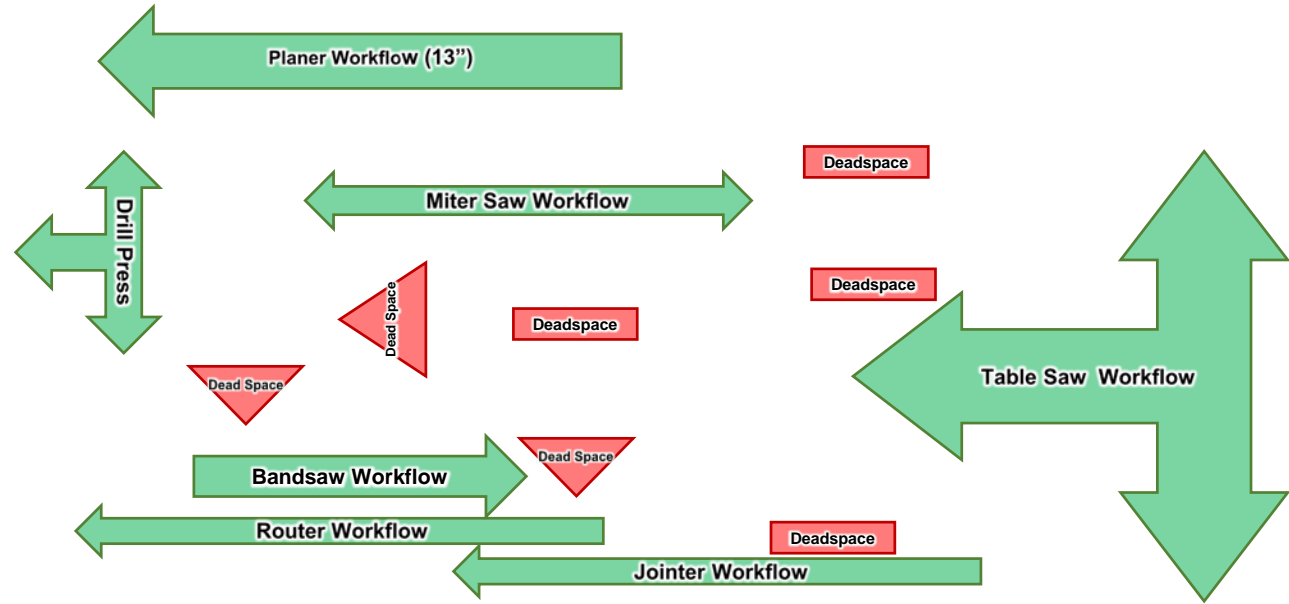 Planer Workflow (13”)
Deadspace
Miter Saw Workflow
Drill Press
Deadspace
Dead Space
Deadspace
Table Saw  Workflow
Dead Space
Dead Space
Bandsaw Workflow
Router Workflow
Deadspace
Jointer Workflow